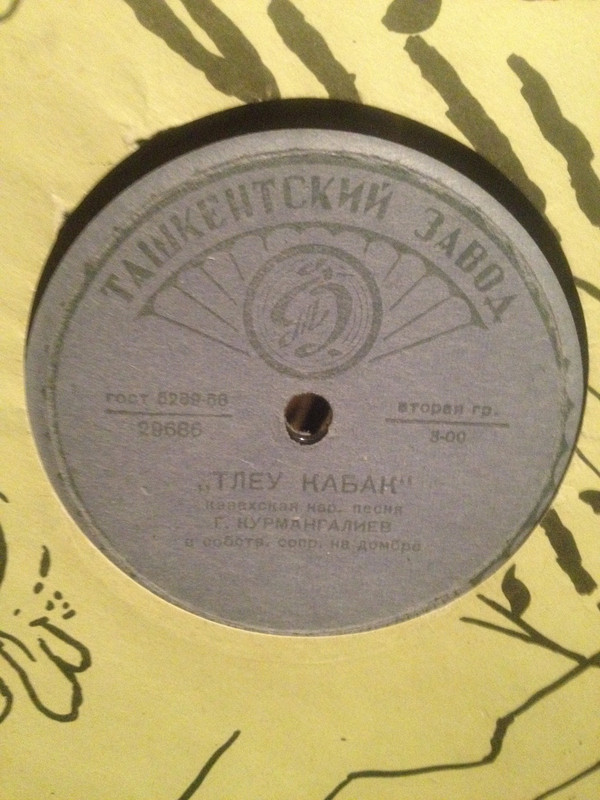 ТАШКЕНТСКИЙ ЗАВОД
гост 5289-56
29686
вторая гр.
8-00
„ТЛЕУ КАБАК"
казахская нар. песня
Г. КУРМАНГАЛИЕВ
в собств. сопр. на домбре